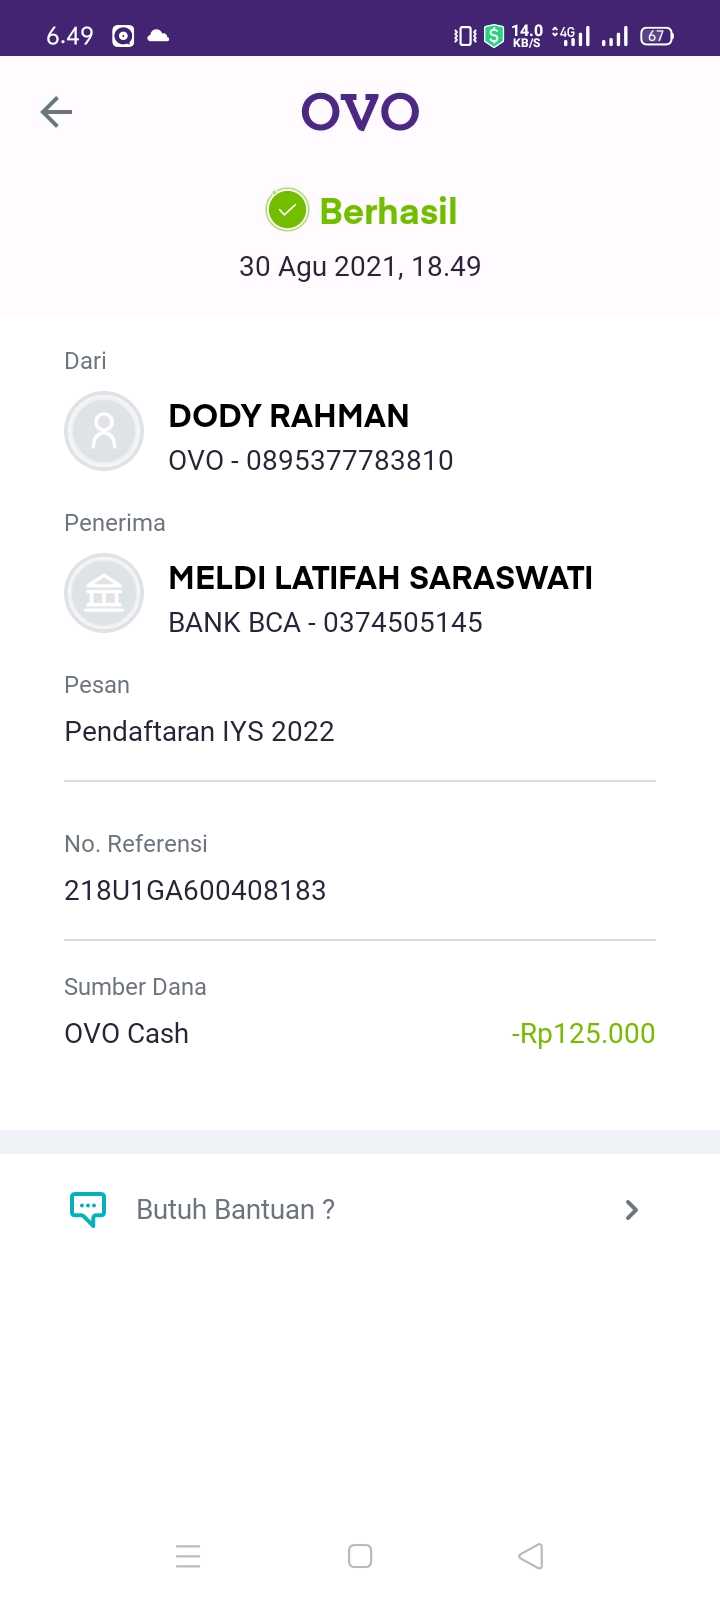 6.49
14.0
KB/S
4G
67
OVO
Berhasil
30 Agu 2021, 18.49
Dari
DODY RAHMAN
OVO - 0895377783810
Penerima
MELDI LATIFAH SARASWATI
BANK BCA - 0374505145
Pesan
Pendaftaran IYS 2022
No. Referensi
218U1GA600408183
Sumber Dana
OVO Cash -Rp125.000
Butuh Bantuan ?